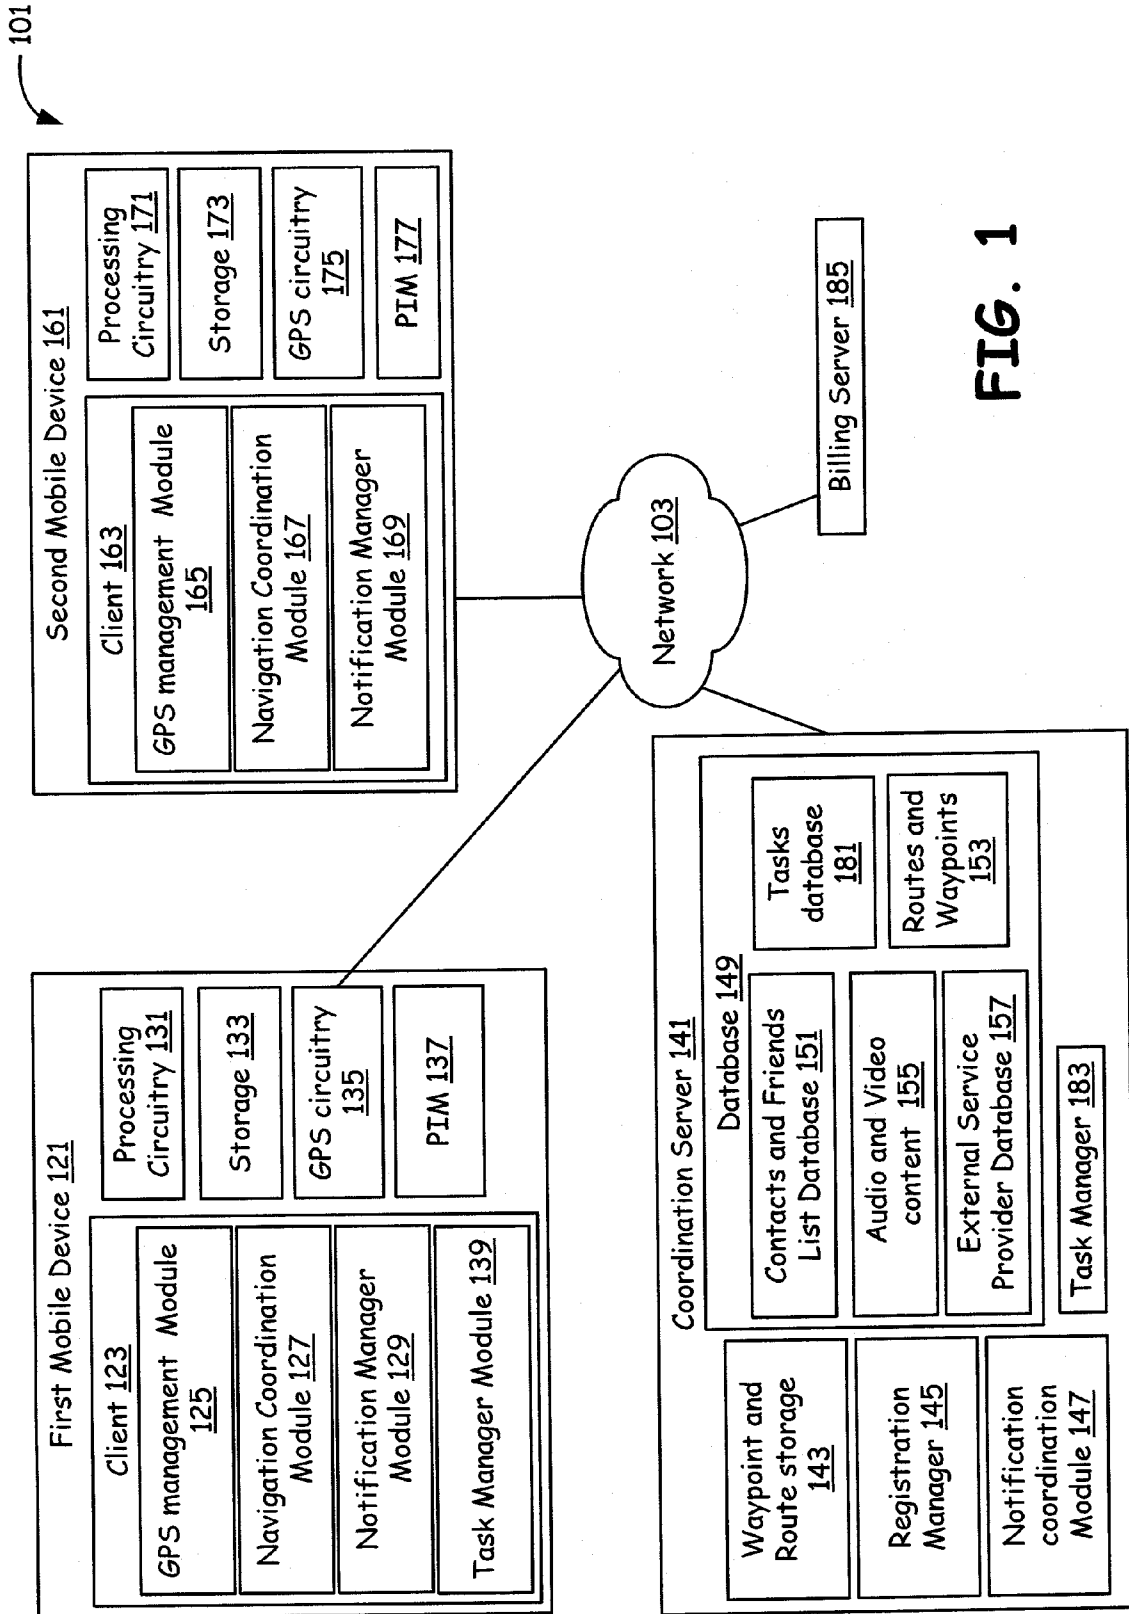 101
First Mobile Device 121
Client 123
GPS management Module
125
Navigation Coordination
Module 127
Notification Manager
Module 129
Task Manager Module 139
Processing
Circuitry 131
Storage 133
GPS circuitry
135
PIM 137
Second Mobile Device 161
Client 163
GPS management Module
165
Navigation Coordination
Module 167
Notification Manager
Module 169
Processing
Circuitry 171
Storage 173
GPS circuitry
175
PIM 177
Network 103
Coordination Server 141
Waypoint and
Route storage
143
Registration
Manager 145
Notification
coordination
Module 147
Database 149
Contacts and Friends
List Database 151
Audio and Video
content 155
External Service
Provider Database 157
Tasks
database
181
Routes and
Waypoints
153
Task Manager 183
Billing Server 185
FIG. 1